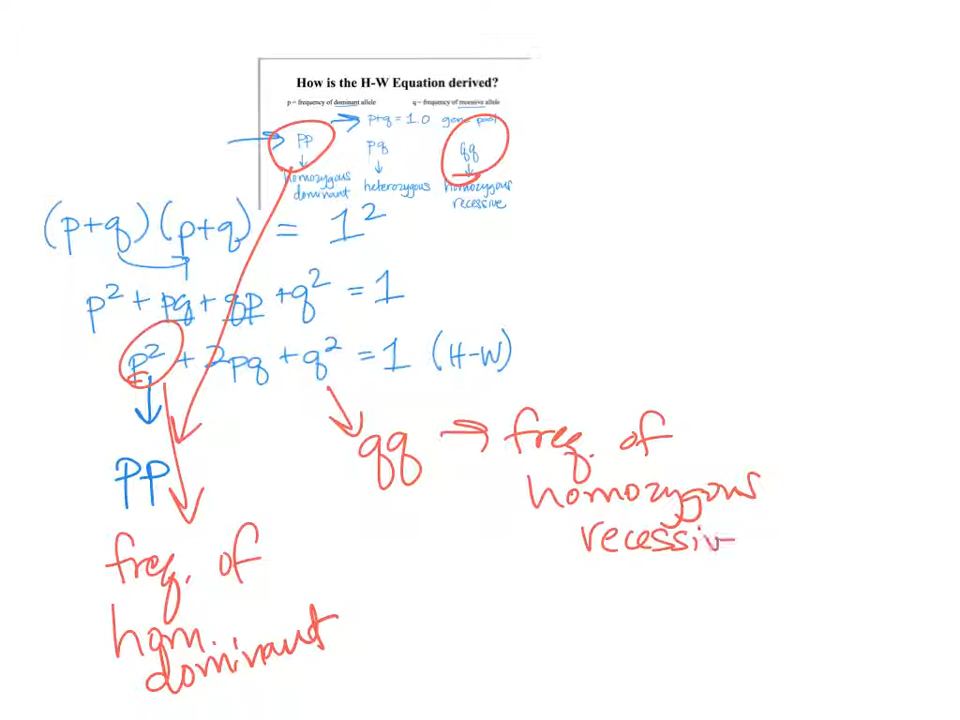 How is the H-W Equation derived?
p = frequency of dominant allele q = frequency of recessive allele
p+q = 1.0 gene pool
pp pq qq
homozygous dominant heterozygous homozygous recessive
(p+q)(p+q) = 1²
p² + pq + qp + q² = 1
p² + 2pq + q² = 1 (H-W)
pp
qq → freq. of
homozygous
recessiv
freq. of
hom.
dominant